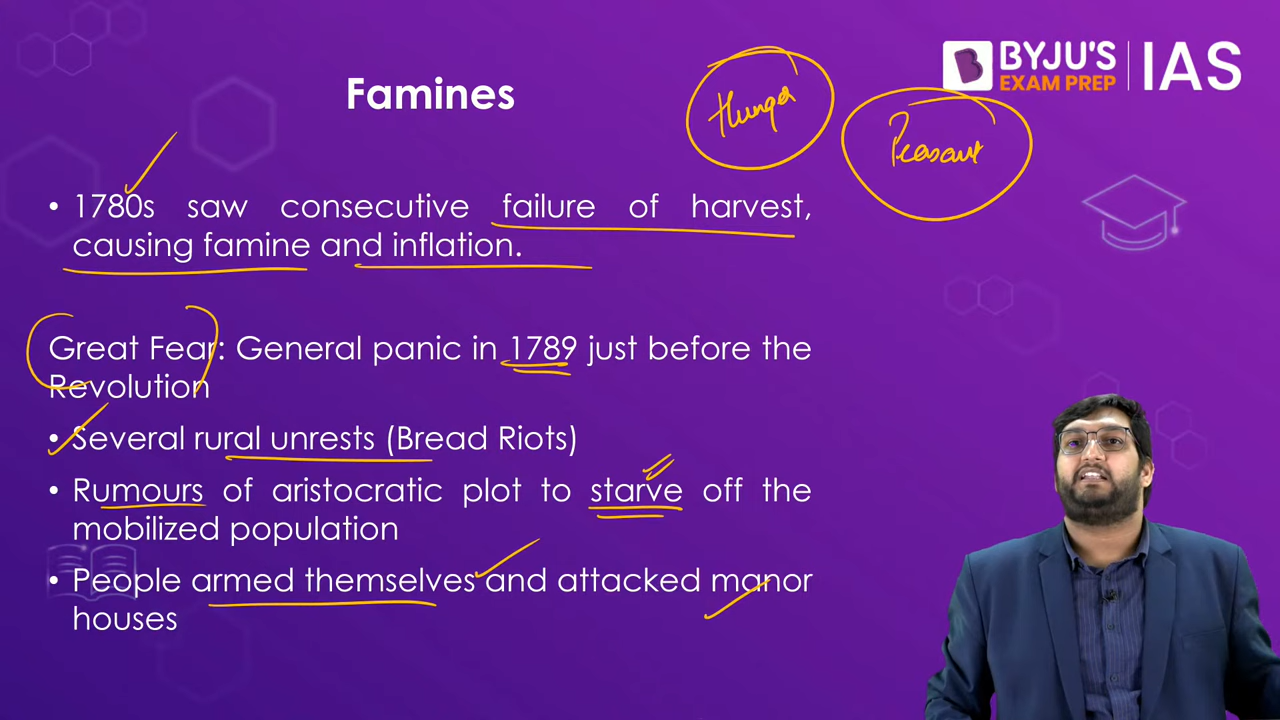 BYJU'S
EXAM PREP
IAS
Famines
Hunger
Peasant
• 1780s saw consecutive failure of harvest,
causing famine and inflation.
Great Fear: General panic in 1789 just before the
Revolution
• Several rural unrests (Bread Riots)
• Rumours of aristocratic plot to starve off the
mobilized population
• People armed themselves and attacked manor
houses